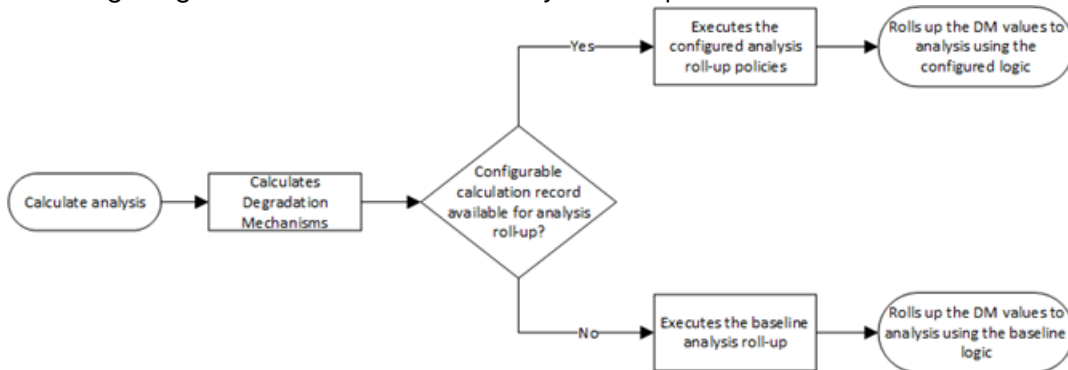 Yes
Executes the
configured analysis
roll-up policies
Rolls up the DM values to
analysis using the
configured logic
Calculate analysis
Calculates
Degradation
Mechanisms
Configurable
calculation record
available for analysis
roll-up?
No
Executes the baseline
analysis roll-up
Rolls up the DM values to
analysis using the baseline
logic